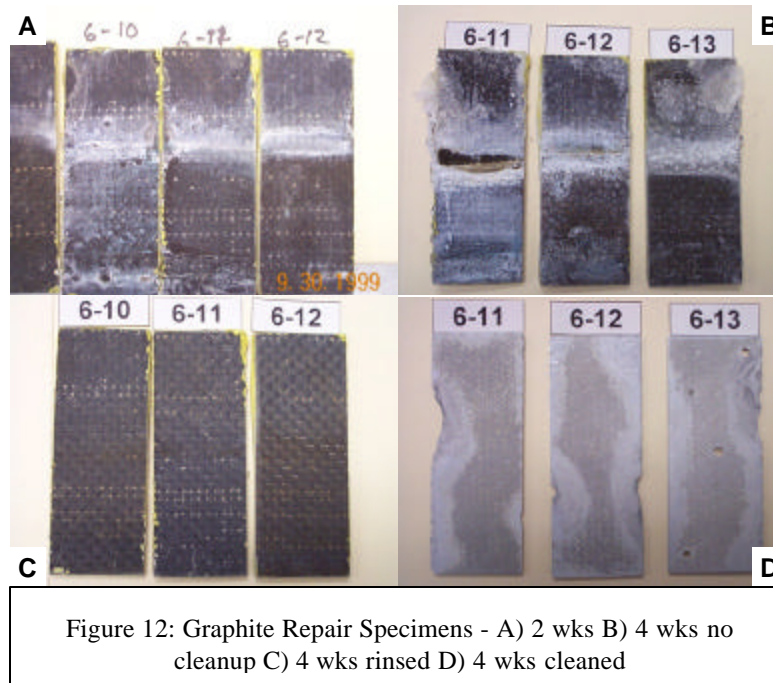 A
6-10
6-11
6-12
9.30.1999
6-11
6-12
6-13
B
6-10
6-11
6-12
C
6-11
6-12
6-13
D
Figure 12: Graphite Repair Specimens - A) 2 wks B) 4 wks no
cleanup C) 4 wks rinsed D) 4 wks cleaned